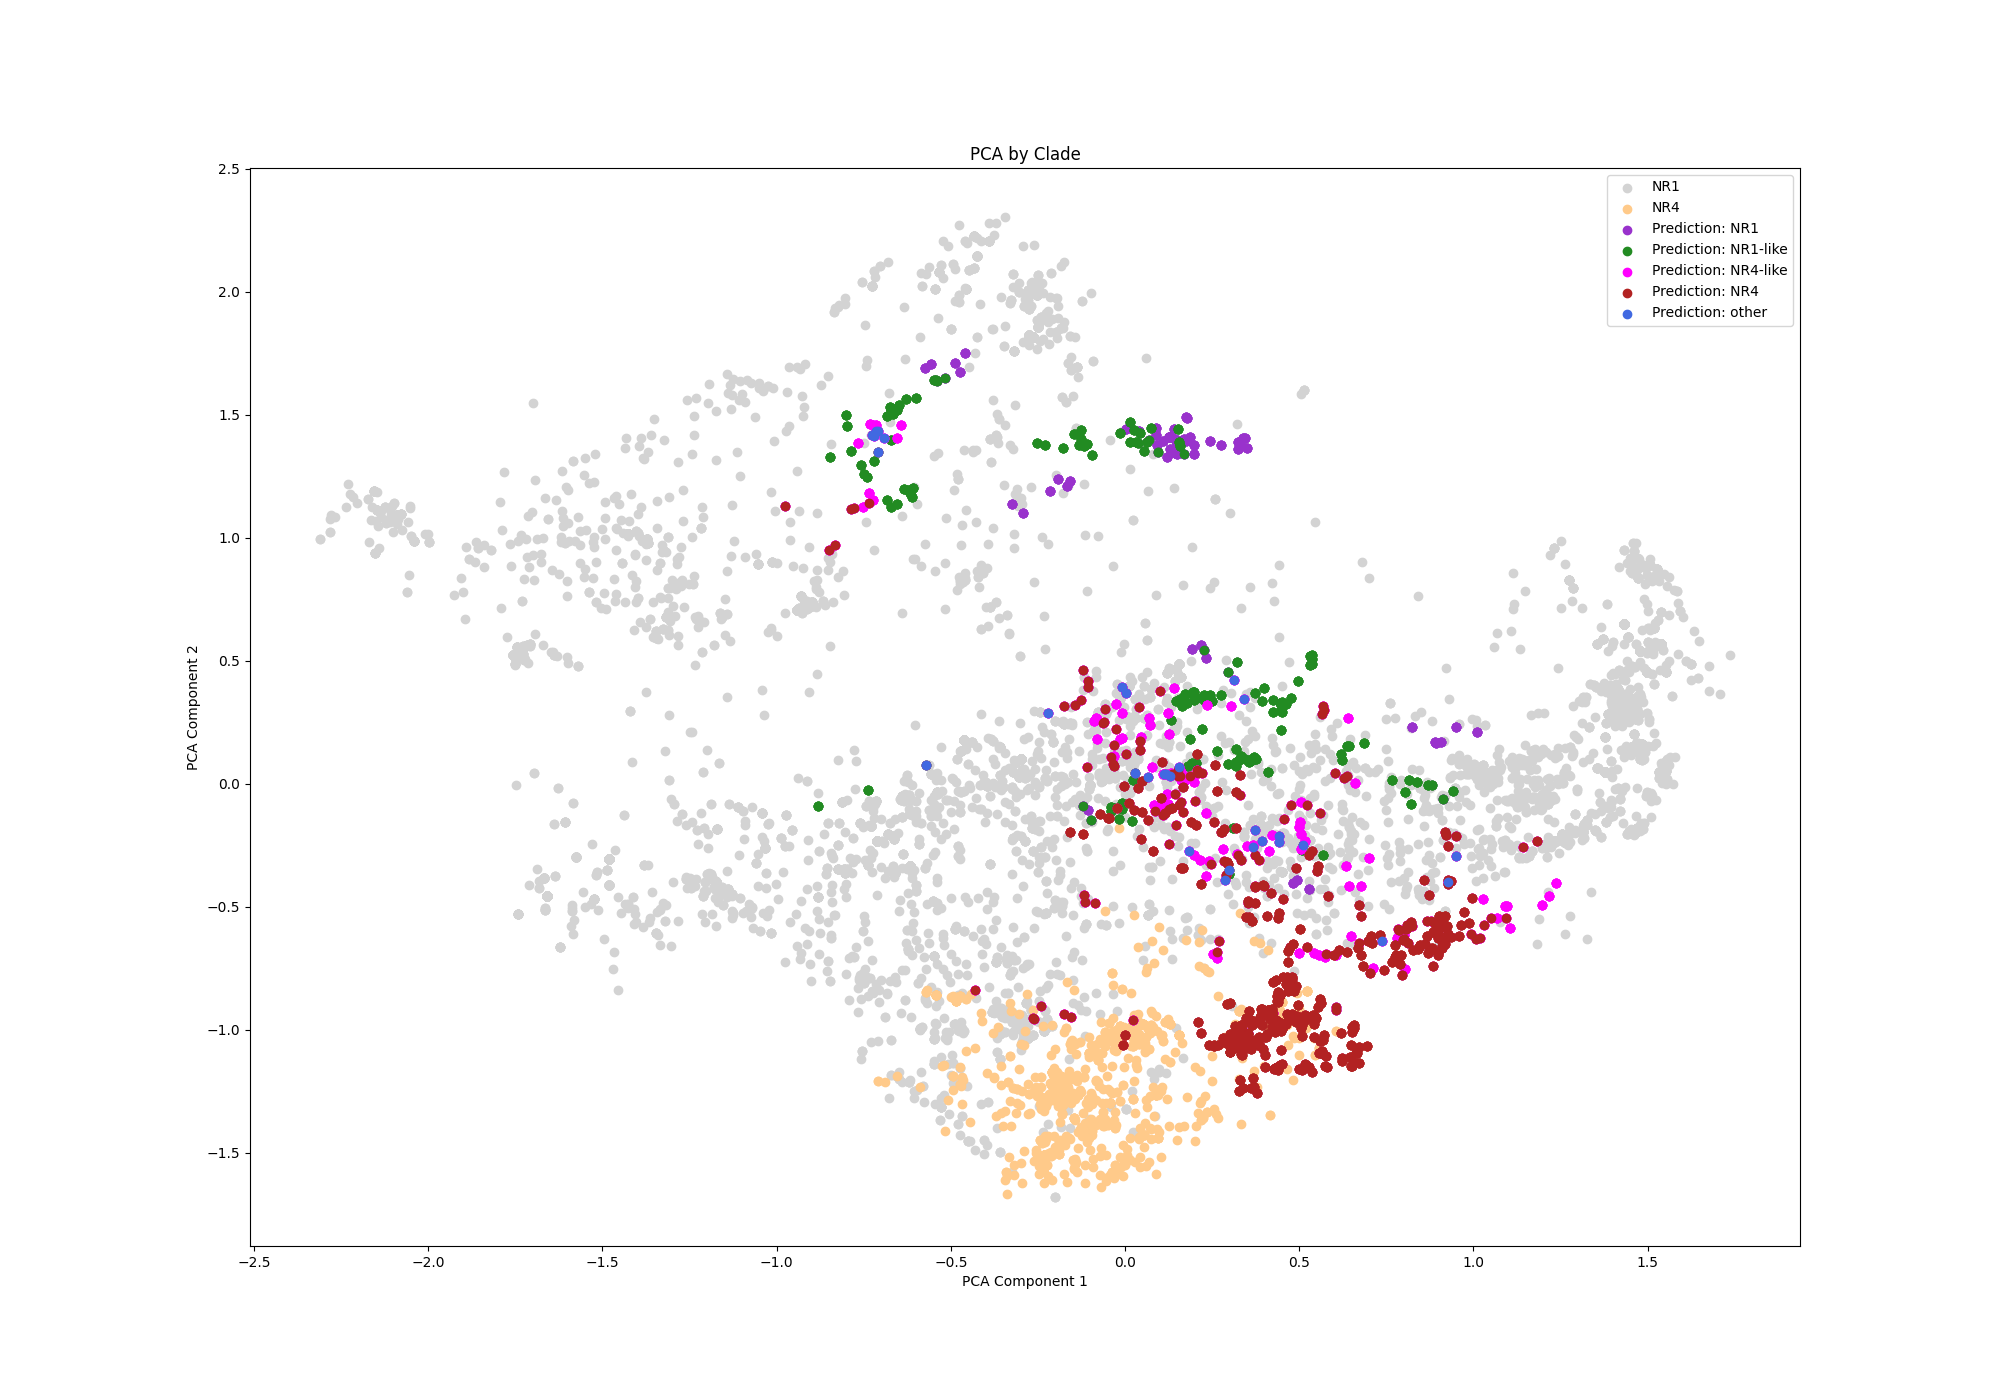 PCA by Clade
2.5
2.0
1.5
1.0
0.5
0.0
−0.5
−1.0
−1.5
PCA Component 2
NR1
NR4
Prediction: NR1
Prediction: NR1-like
Prediction: NR4-like
Prediction: NR4
Prediction: other
−2.5 −2.0 −1.5 −1.0 −0.5 0.0 0.5 1.0 1.5
PCA Component 1